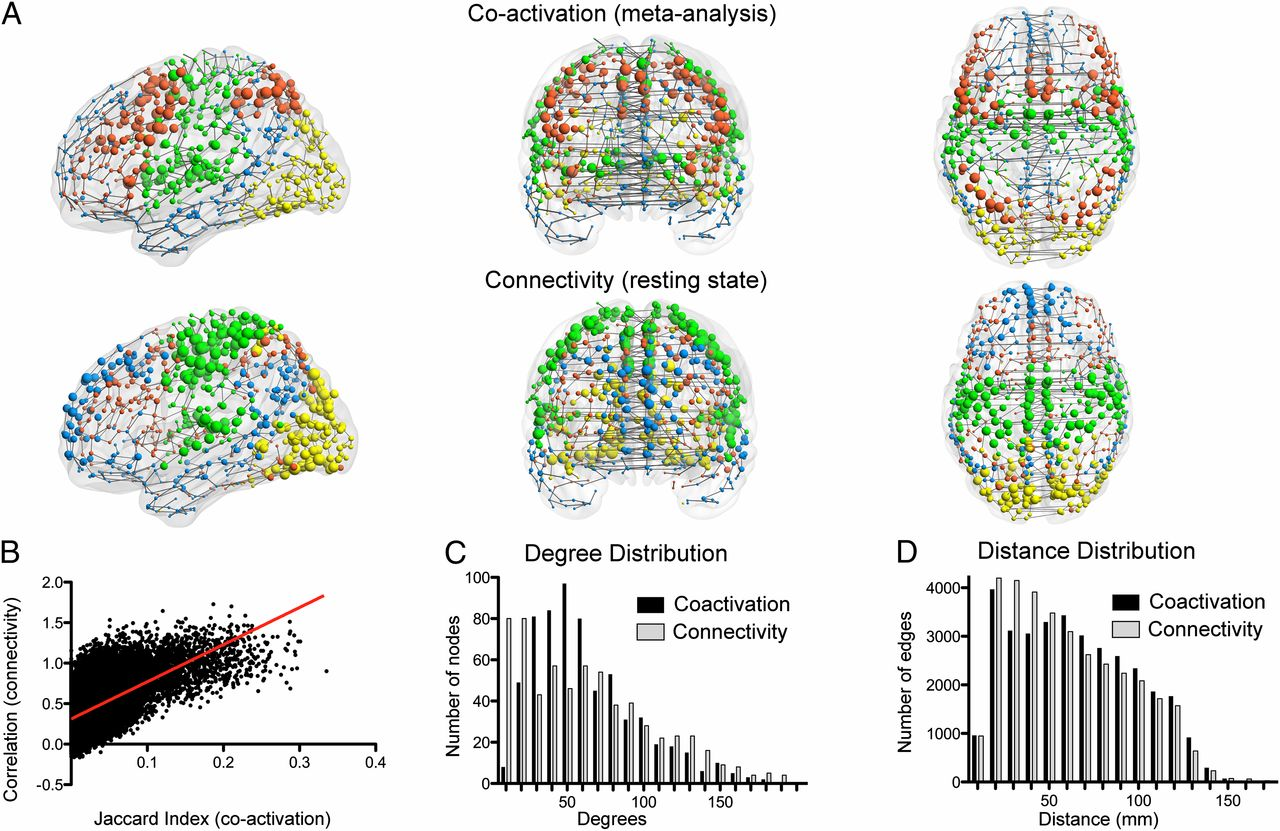 A
Co-activation (meta-analysis)
Connectivity (resting state)
B
Correlation (connectivity)
2.0
1.5
1.0
0.5
0.0
-0.5
0.1
0.2
0.3
0.4
Jaccard Index (co-activation)
C
Degree Distribution
Number of nodes
100
80
60
40
20
0
Coactivation
Connectivity
50
100
150
Degrees
D
Distance Distribution
Number of edges
4000
3000
2000
1000
0
Coactivation
Connectivity
50
100
150
Distance (mm)